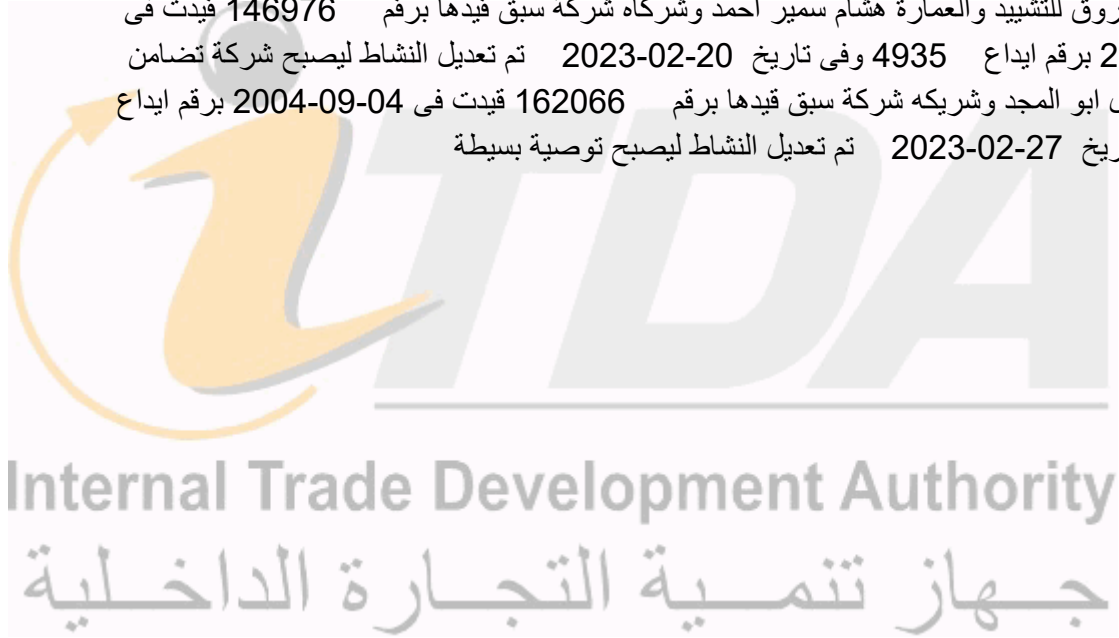 روق للتشييد والعمارة هشام سمير احمد وشركاه شركة سبق قيدها برقم 146976 قيدت فى
2 برقم ايداع 4935 وفى تاريخ 20-02-2023 تم تعديل النشاط ليصبح شركة تضامن
ابو المجد وشريكه شركة سبق قيدها برقم 162066 قيدت فى 04-09-2004 برقم ايداع
ريخ 27-02-2023 تم تعديل النشاط ليصبح توصية بسيطة
iTDA
Internal Trade Development Authority
جهاز تنمية التجارة الداخلية